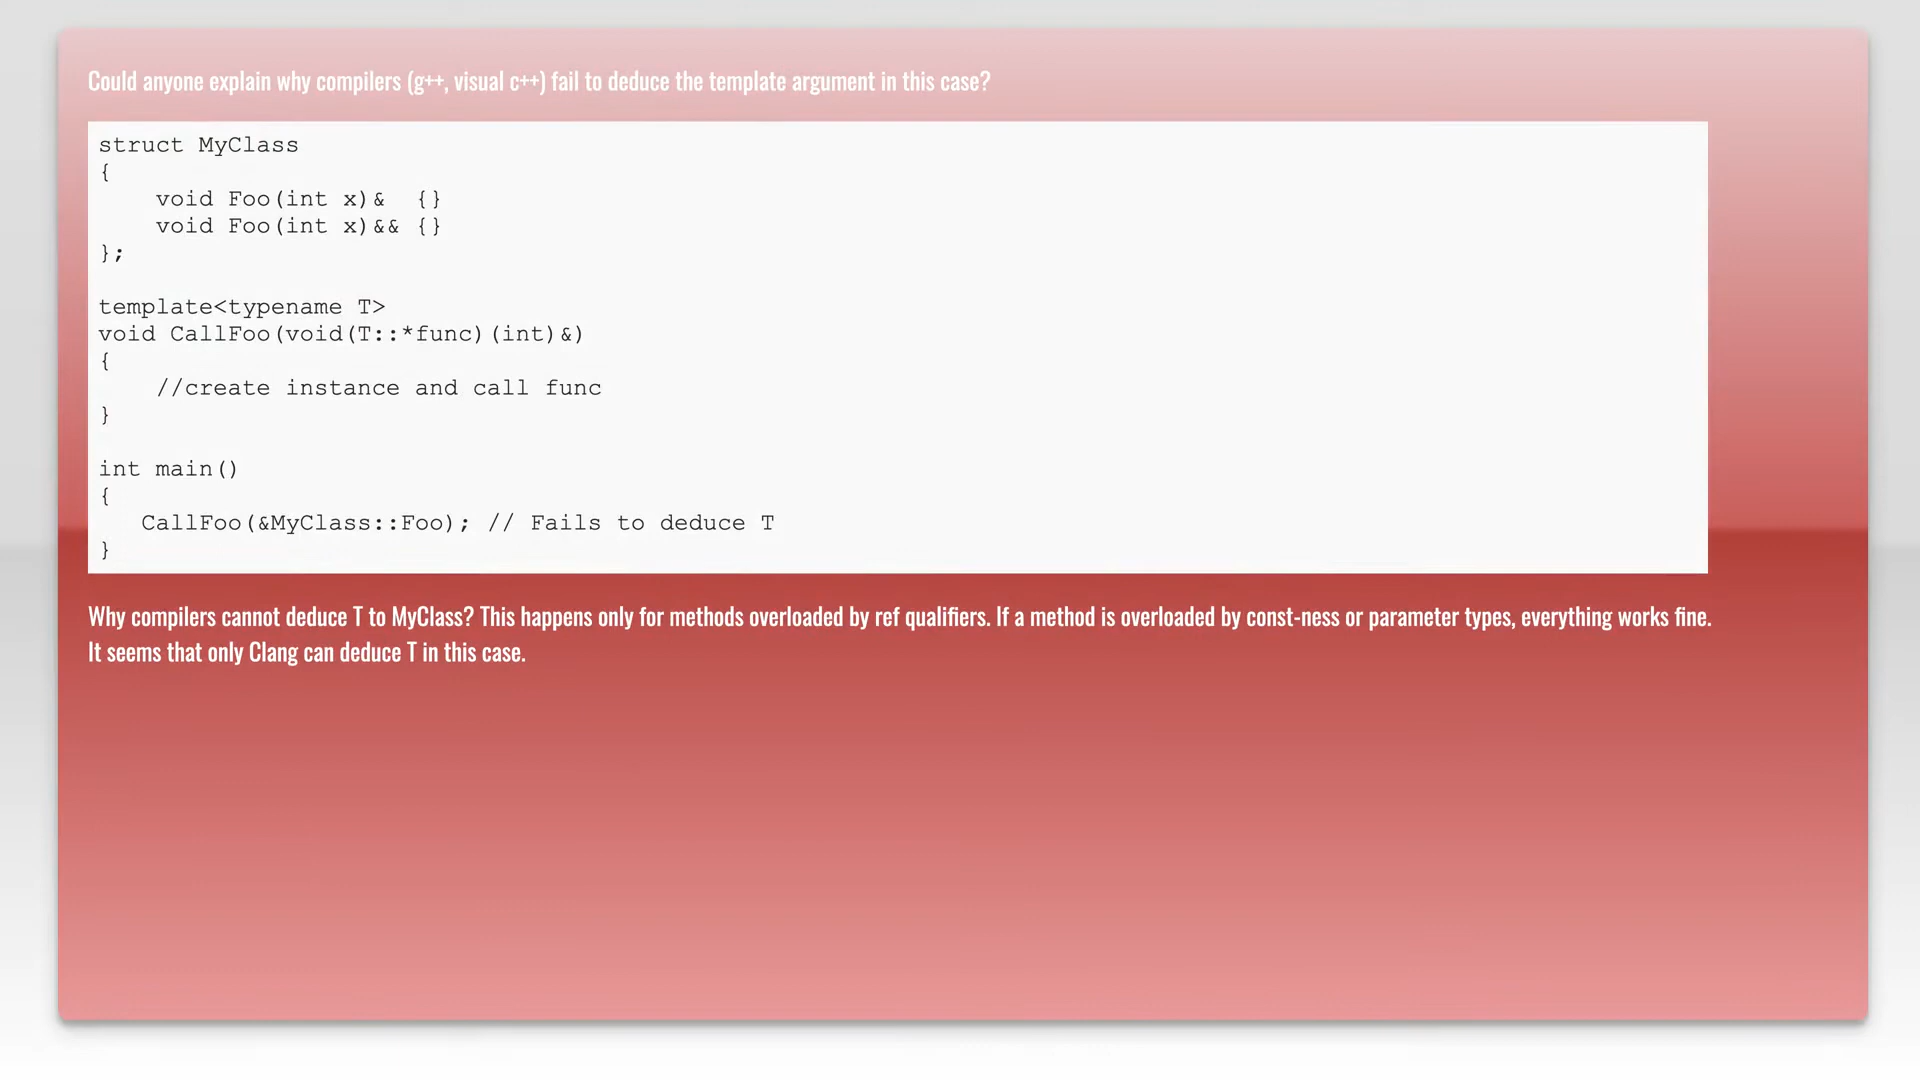 Could anyone explain why compilers (g++, visual c++) fail to deduce the template argument in this case?
struct MyClass
{
    void Foo(int x)&  {}
    void Foo(int x)&& {}
};
template<typename T>
void CallFoo(void(T::*func)(int)&)
{
    //create instance and call func
}
int main()
{
   CallFoo(&MyClass::Foo); // Fails to deduce T
}
Why compilers cannot deduce T to MyClass? This happens only for methods overloaded by ref qualifiers. If a method is overloaded by const-ness or parameter types, everything works fine.
It seems that only Clang can deduce T in this case.